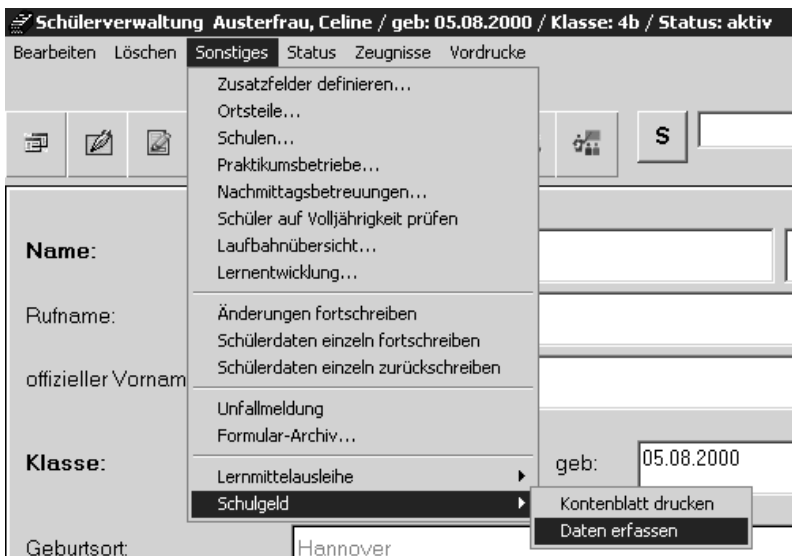 Schülerverwaltung Austerfrau, Celine / geb: 05.08.2000 / Klasse: 4b / Status: aktiv
Bearbeiten Löschen Sonstiges Status Zeugnisse Vordrucke
Zusatzfelder definieren...
Ortsteile...
Schulen...
Praktikumsbetriebe...
Nachmittagsbetreuungen...
Schüler auf Volljährigkeit prüfen
Laufbahnübersicht...
Lernentwicklung...
Änderungen fortschreiben
Schülerdaten einzeln fortschreiben
Schülerdaten einzeln zurückschreiben
Unfallmeldung
Formular-Archiv...
Lernmittelausleihe
Schulgeld
Kontenblatt drucken
Daten erfassen
S
Name:
Rufname:
offizieller Vornam
Klasse:
geb: 05.08.2000
Geburtsort: Hannover